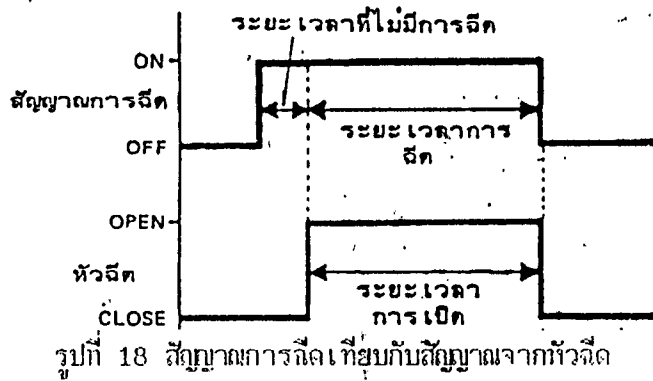 ระยะเวลาที่ไม่มีการฉีด
ON
สัญญาณการฉีด
ระยะเวลาการ
ฉีด
OFF
OPEN
หัวฉีด
ระยะเวลา
การเปิด
CLOSE
รูปที่ 18 สัญญาณการฉีดเทียบกับสัญญาณจากหัวฉีด